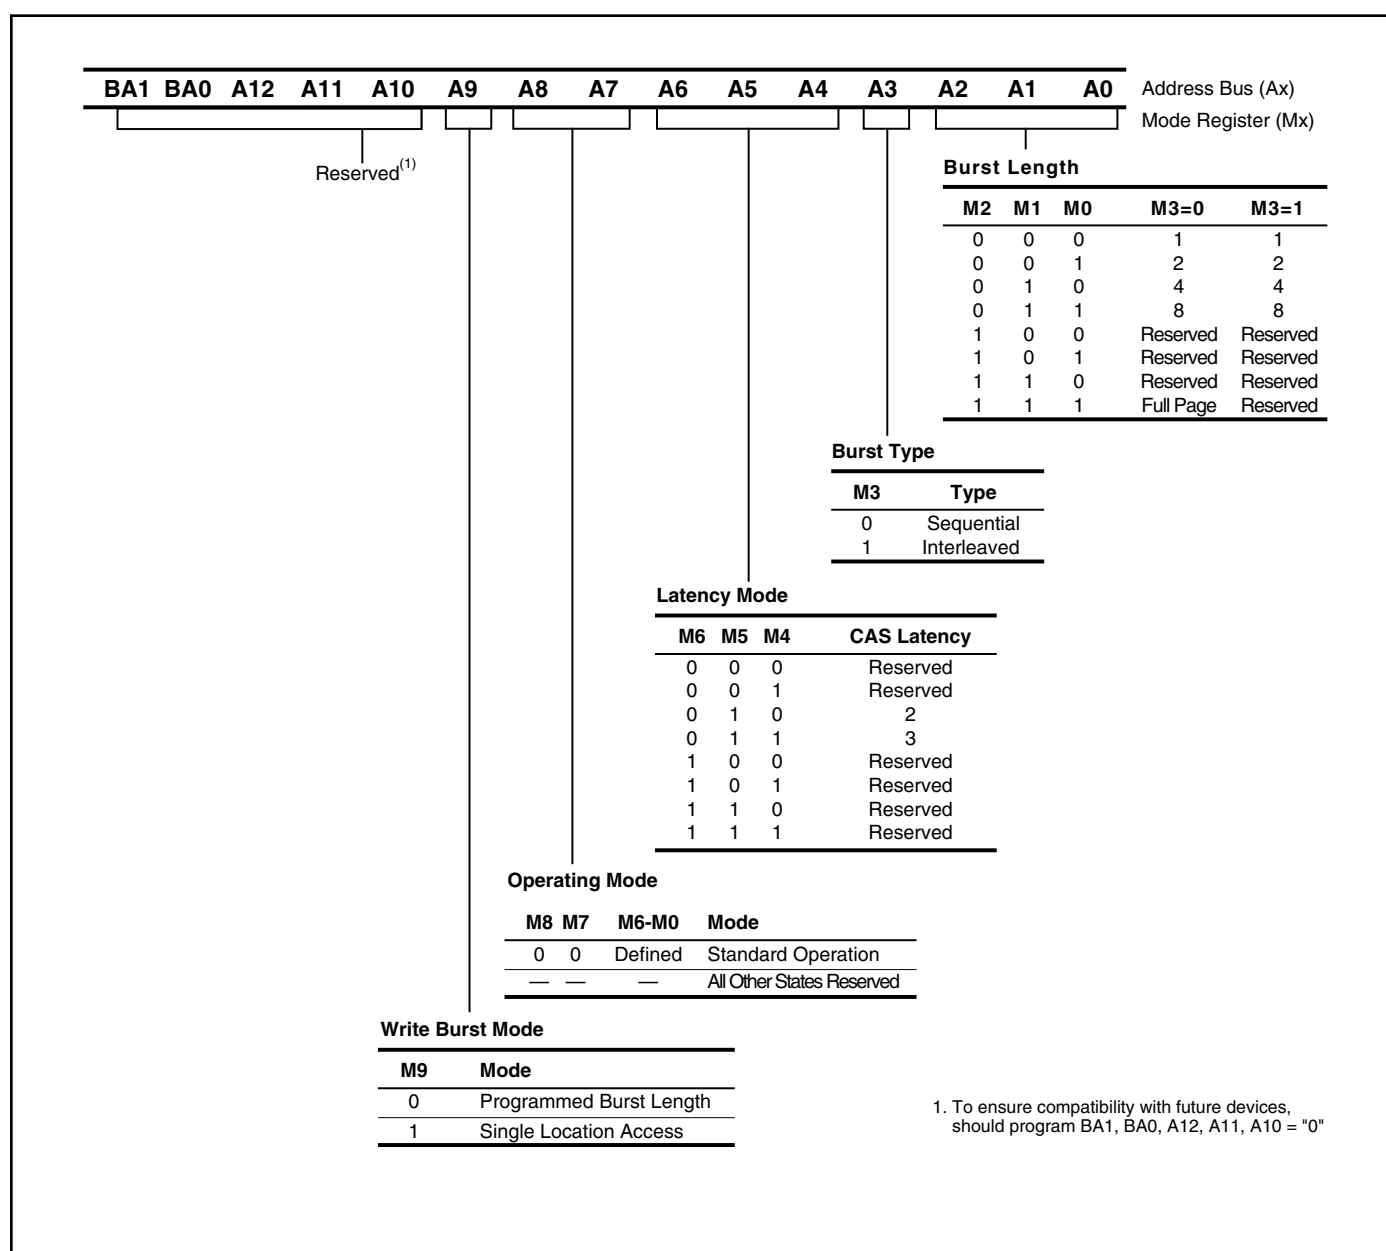 BA1 BA0 A12 A11 A10 A9 A8 A7 A6 A5 A4 A3 A2 A1 A0 Address Bus (Ax)
Mode Register (Mx)
Reserved(1)
Burst Length
M2 M1 M0 M3=0 M3=1
0 0 0 1 1
0 0 1 2 2
0 1 0 4 4
0 1 1 8 8
1 0 0 Reserved Reserved
1 0 1 Reserved Reserved
1 1 0 Reserved Reserved
1 1 1 Full Page Reserved
Burst Type
M3 Type
0 Sequential
1 Interleaved
Latency Mode
M6 M5 M4 CAS Latency
0 0 0 Reserved
0 0 1 Reserved
0 1 0 2
0 1 1 3
1 0 0 Reserved
1 0 1 Reserved
1 1 0 Reserved
1 1 1 Reserved
Operating Mode
M8 M7 M6-M0 Mode
0 0 Defined Standard Operation
— — — All Other States Reserved
Write Burst Mode
M9 Mode
0 Programmed Burst Length
1 Single Location Access
1. To ensure compatibility with future devices,
should program BA1, BA0, A12, A11, A10 = "0"